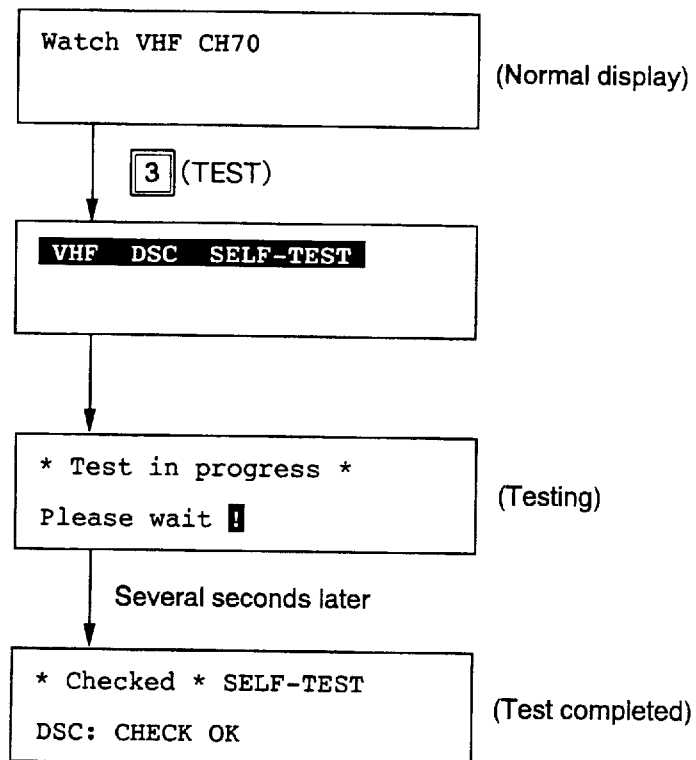 Watch VHF CH70
(Normal display)
3 (TEST)
VHF DSC SELF-TEST
* Test in progress *
Please wait !
(Testing)
Several seconds later
* Checked * SELF-TEST
DSC: CHECK OK
(Test completed)